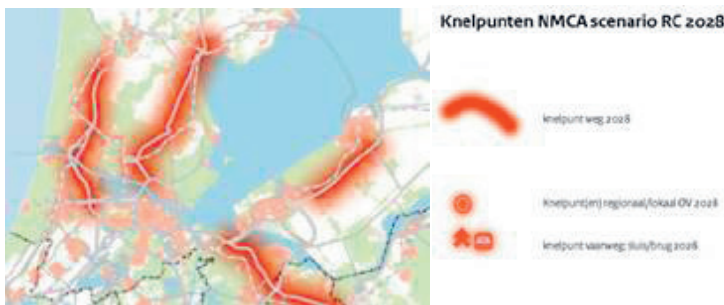 Knelpunten NMCA scenario RC 2028
knelpunt weg 2028
Knelpunt(en) regionaal/lokaal OV 2028
knelpunt vaarweg: sluis/brug 2028